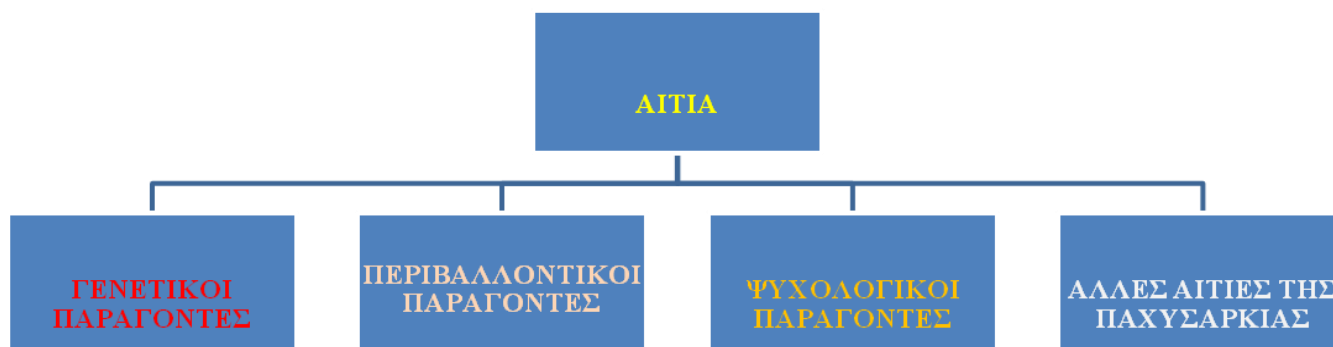 ΑΙΤΙΑ
ΓΕΝΕΤΙΚΟΙ
ΠΑΡΑΓΟΝΤΕΣ
ΠΕΡΙΒΑΛΛΟΝΤΙΚΟΙ
ΠΑΡΑΓΟΝΤΕΣ
ΨΥΧΟΛΟΓΙΚΟΙ
ΠΑΡΑΓΟΝΤΕΣ
ΑΛΛΕΣ ΑΙΤΙΕΣ ΤΗΣ
ΠΑΧΥΣΑΡΚΙΑΣ